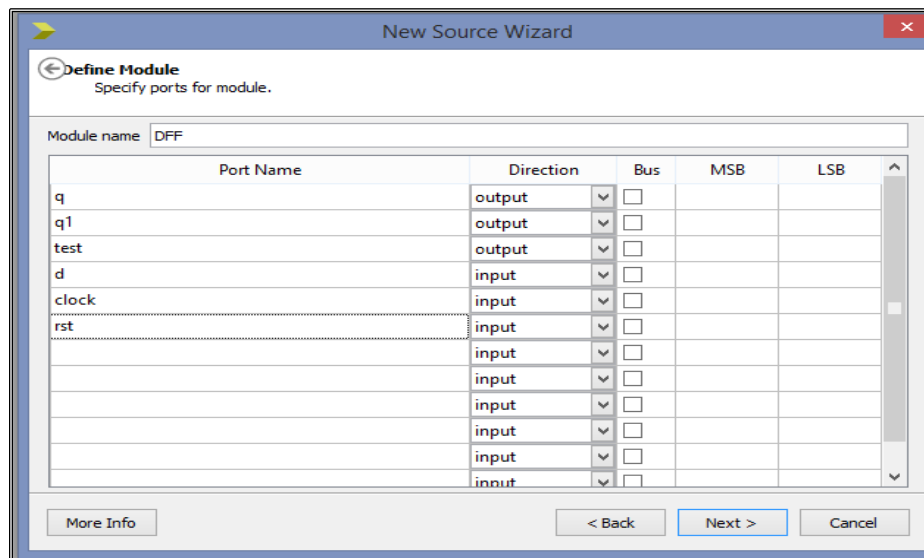 New Source Wizard
Define Module
Specify ports for module.
Module name DFF
Port Name Direction Bus MSB LSB
q output
q1 output
test output
d input
clock input
rst input
input
input
input
input
input
input
More Info < Back Next > Cancel